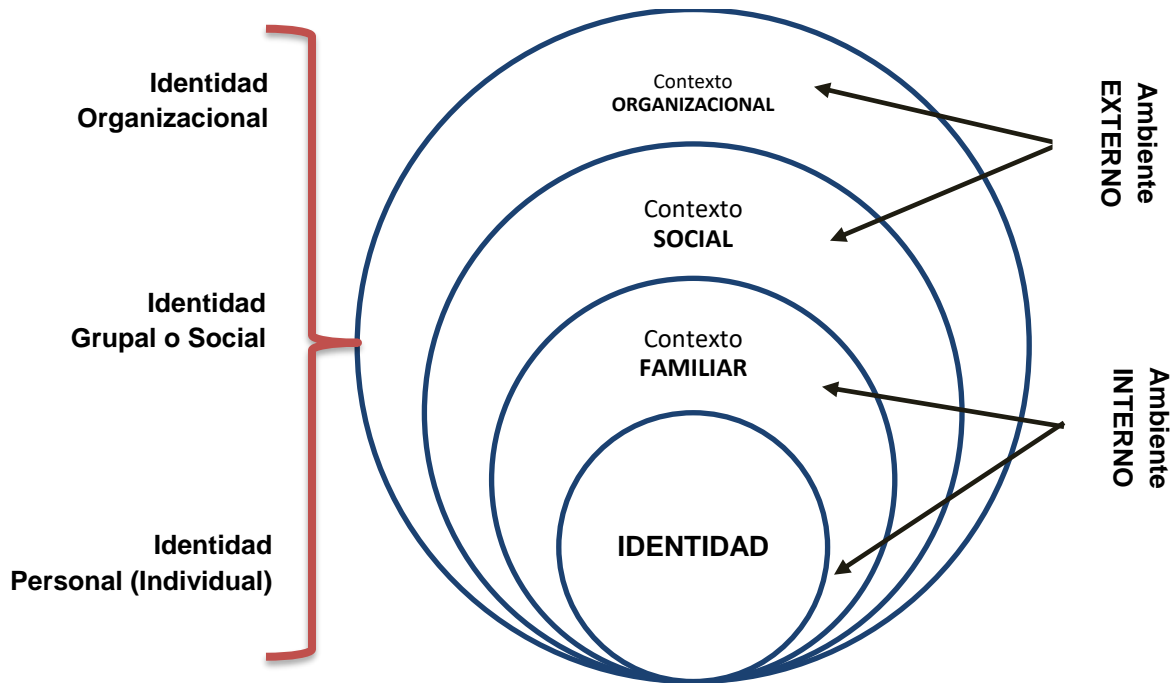 Identidad
Organizacional
Identidad
Grupal o Social
Identidad
Personal (Individual)
Contexto
ORGANIZACIONAL
Contexto
SOCIAL
Contexto
FAMILIAR
IDENTIDAD
Ambiente
EXTERNO
Ambiente
INTERNO